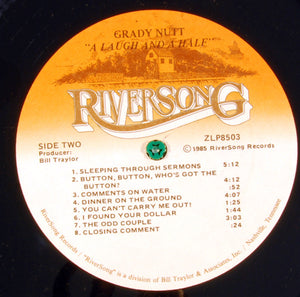 GRADY NUTT
"A LAUGH AND A HALF"
RIVERSONG
SIDE TWO
Producer:
Bill Traylor
ZLP8503
©1985 RiverSong Records
1. SLEEPING THROUGH SERMONS 5:12
2. BUTTON, BUTTON, WHO'S GOT THE
BUTTON? 4:12
3. COMMENTS ON WATER :52
4. DINNER ON THE GROUND 4:07
5. YOU CAN'T CARRY ME OUT! 1:25
6. I FOUND YOUR DOLLAR 1:44
7. THE ODD COUPLE 3:44
8. CLOSING COMMENT :24
RiverSong Records / "RiverSong" is a division of Bill Traylor & Associates, Inc. / Nashville, Tennessee